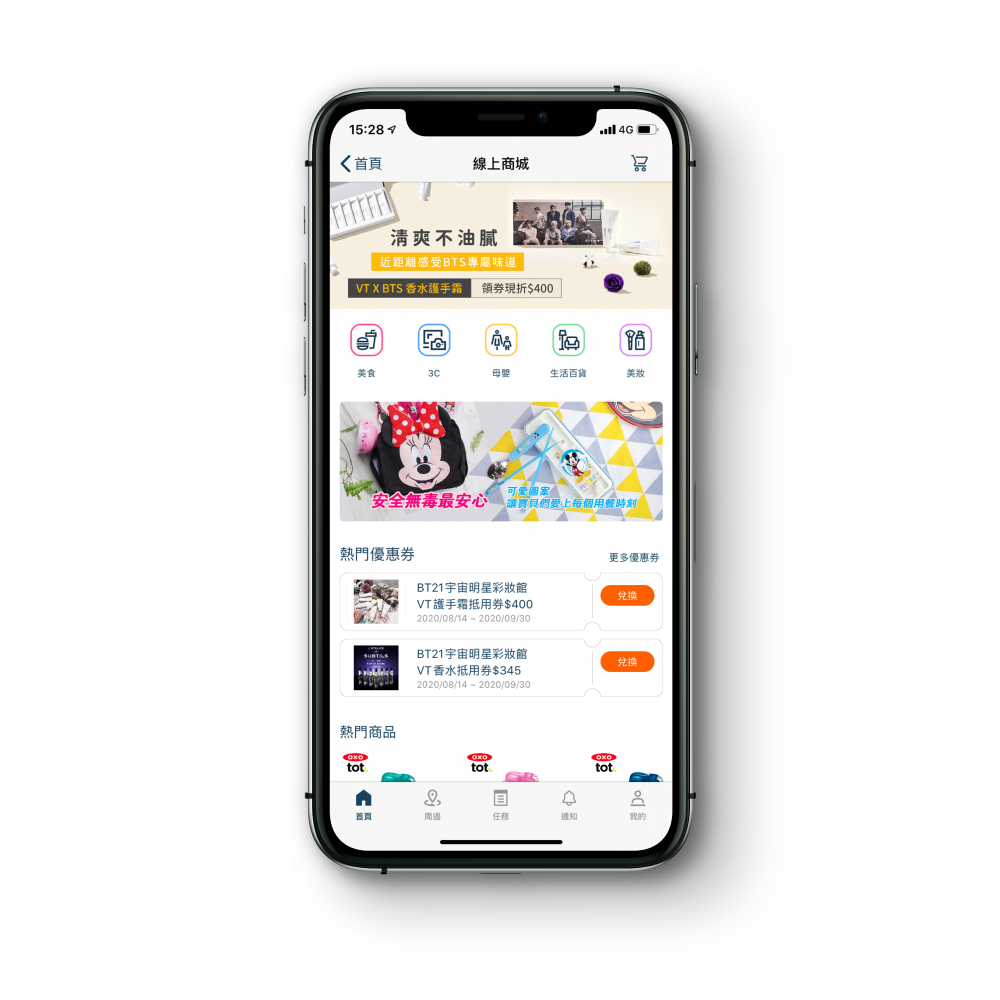 15:28
4G
首頁
線上商城
清爽不油膩
近距離感受BTS專屬味道
VT X BTS 香水護手霜 領券現折$400
美食 3C 母嬰 生活百貨 美妝
安全無毒最安心
可愛圖案
讓寶貝們愛上每個用餐時刻
熱門優惠券 更多優惠券
BT21宇宙明星彩妝館
VT護手霜抵用券$400
2020/08/14 ~ 2020/09/30
兌換
SUBTILS
BT21宇宙明星彩妝館
VT香水抵用券$345
2020/08/14 ~ 2020/09/30
兌換
熱門商品
OXO OXO OXO
tot tot tot
首頁 周邊 任務 通知 我的